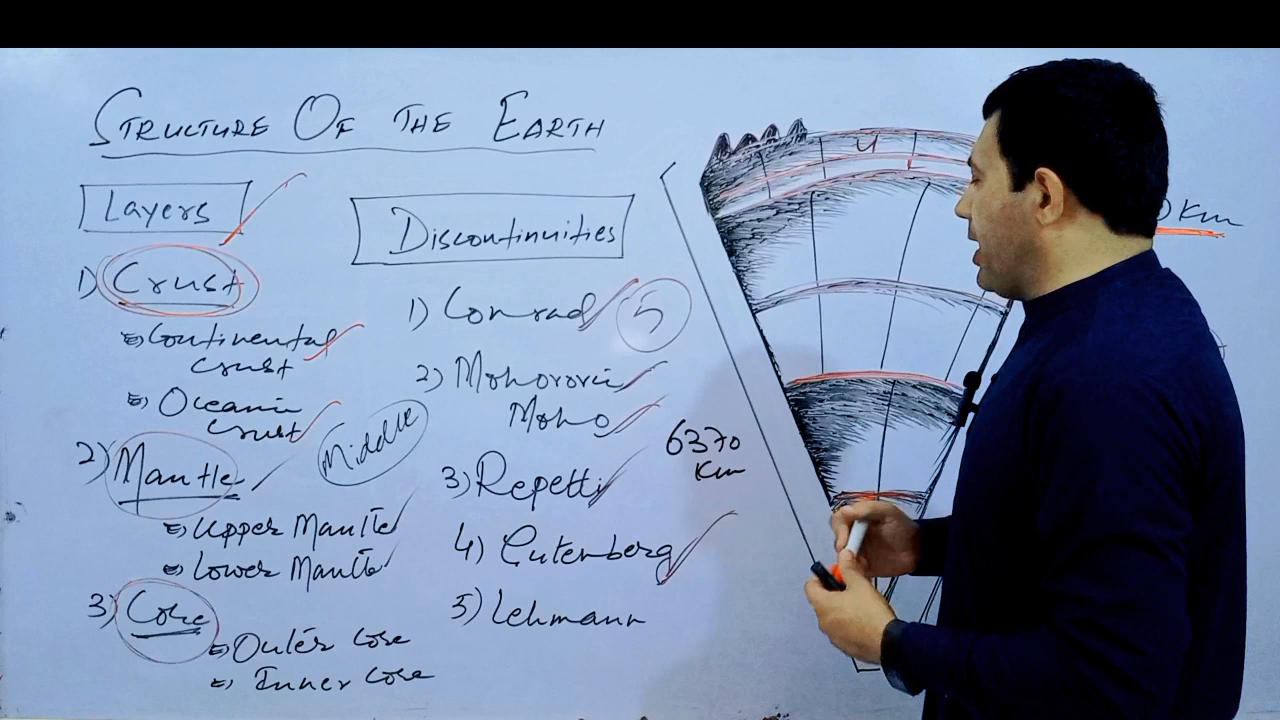 STRUCTURE OF THE EARTH
Layers
1) Crust
Continental
Crust
Oceanic
Crust
2) Mantle
Middle
Upper Mantle
Lower Mantle
3) Core
Outer Core
Inner Core
Discontinuities
1) Conrad
5
2) Mohorovic
Moho
3) Repetti
4) Gutenberg
5) Lehmann
6370
Km
Km